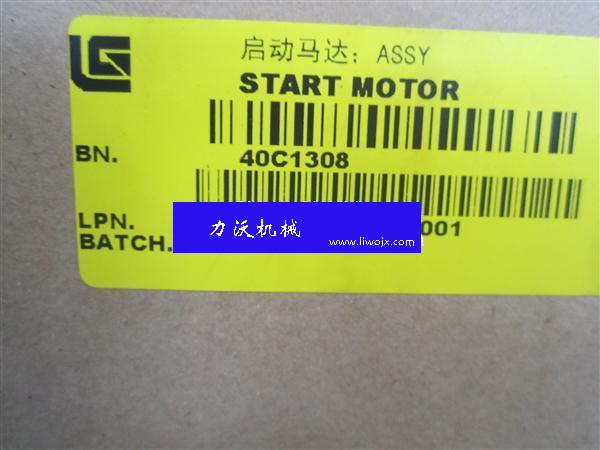 启动马达: ASSY
START MOTOR
BN. 40C1308
LPN. 001
BATCH.
力沃机械
www.liwojx.com